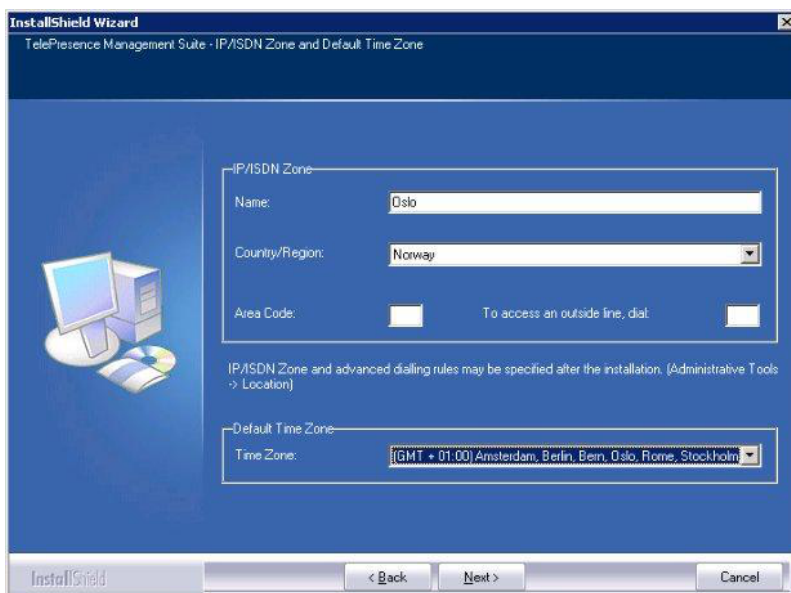 InstallShield Wizard
TelePresence Management Suite - IP/ISDN Zone and Default Time Zone
IP/ISDN Zone
Name: Oslo
Country/Region: Norway
Area Code: To access an outside line, dial:
IP/ISDN Zone and advanced dialling rules may be specified after the installation. (Administrative Tools
-> Location)
Default Time Zone
Time Zone: (GMT + 01:00) Amsterdam, Berlin, Bern, Oslo, Rome, Stockholm
InstallShield
< Back Next > Cancel